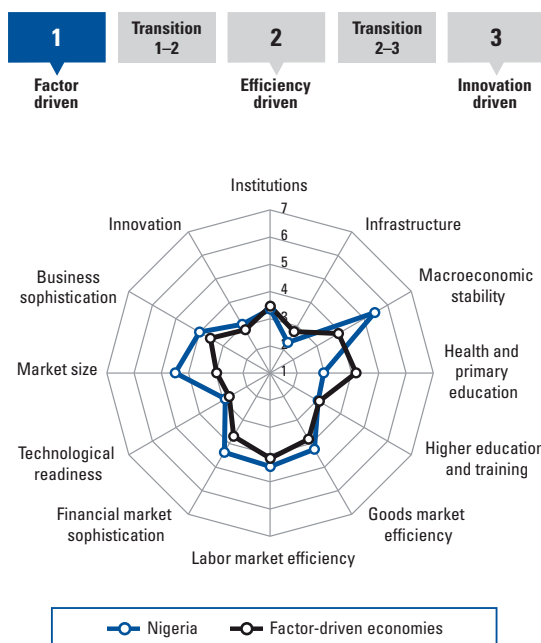 1
Transition
1–2
2
Transition
2–3
3
Factor
driven
Efficiency
driven
Innovation
driven
Institutions
7
Innovation
6
Infrastructure
5
Business
sophistication
4
Macroeconomic
stability
3
2
Market size
1
Health and
primary
education
Technological
readiness
Higher education
and training
Financial market
sophistication
Goods market
efficiency
Labor market efficiency
Nigeria
Factor-driven economies